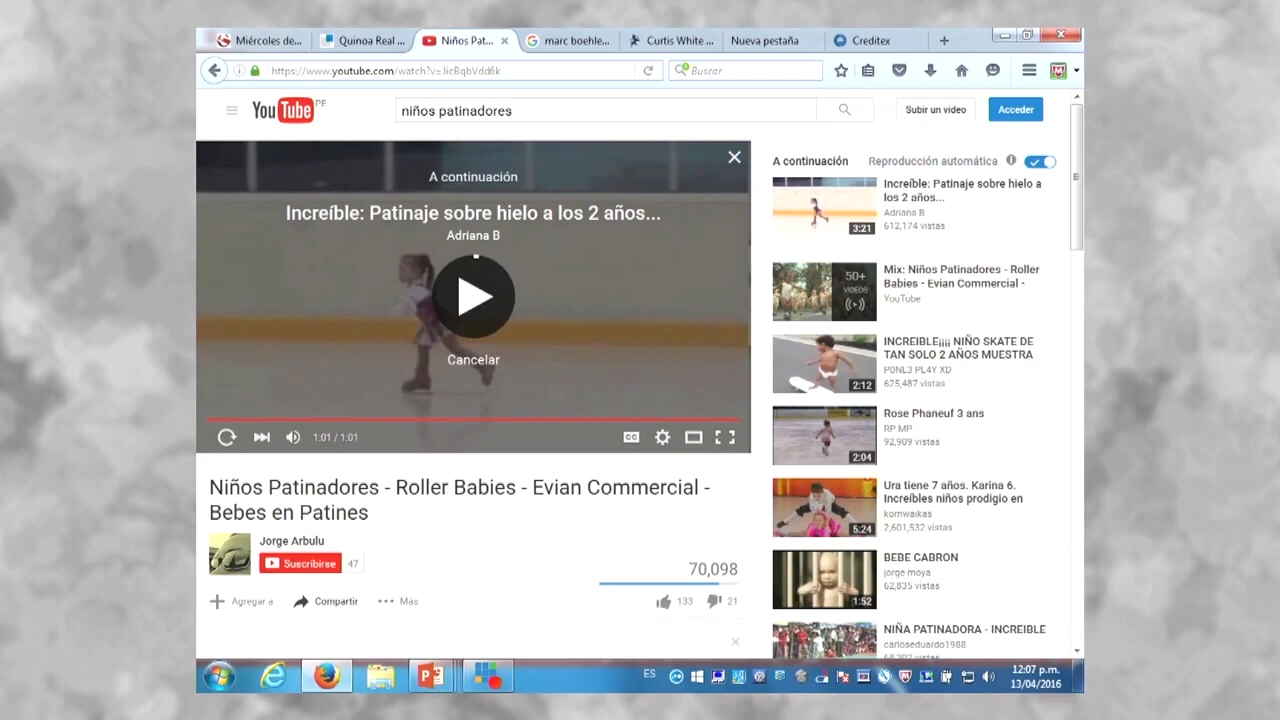 Miércoles de...
Niños Pat...
marc boehle...
Curtis White ...
Nueva pestaña
Creditex
https://www.youtube.com/watch?v=
Buscar
YouTube PE
niños patinadores
Subir un video
Acceder
A continuación
Increíble: Patinaje sobre hielo a los 2 años...
Adriana B
Cancelar
1:01 / 1:01
CC
Niños Patinadores - Roller Babies - Evian Commercial -
Bebes en Patines
Jorge Arbulu
Suscribirse
47
70,098
Agregar a
Compartir
Más
133
21
A continuación
Reproducción automática
Increíble: Patinaje sobre hielo a
los 2 años...
Adriana B
612,174 vistas
3:21
Mix: Niños Patinadores - Roller
Babies - Evian Commercial -
YouTube
50+
VIDEOS
INCREIBLE¡¡¡¡ NIÑO SKATE DE
TAN SOLO 2 AÑOS MUESTRA
P0NL3 PL4Y XD
625,487 vistas
2:12
Rose Phaneuf 3 ans
RP MP
92,909 vistas
2:04
Ura tiene 7 años. Karina 6.
Increíbles niños prodigio en
kornwaikas
2,601,532 vistas
5:24
BEBE CABRON
jorge moya
62,835 vistas
1:52
NIÑA PATINADORA - INCREIBLE
carloseduardo1988
ES
12:07 p.m.
13/04/2016